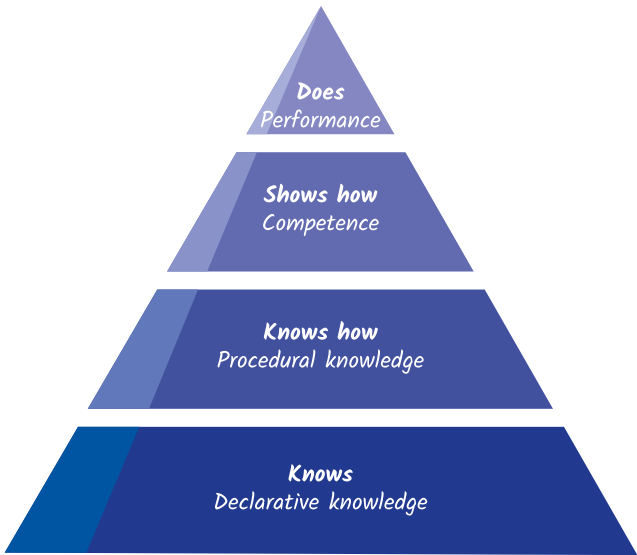 Does
Performance
Shows how
Competence
Knows how
Procedural knowledge
Knows
Declarative knowledge